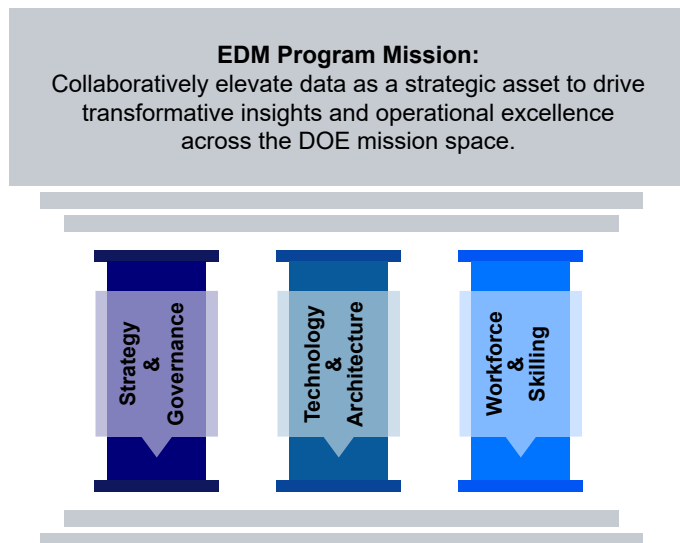 EDM Program Mission:
Collaboratively elevate data as a strategic asset to drive
transformative insights and operational excellence
across the DOE mission space.
Strategy
&
Governance
Technology
&
Architecture
Workforce
&
Skilling